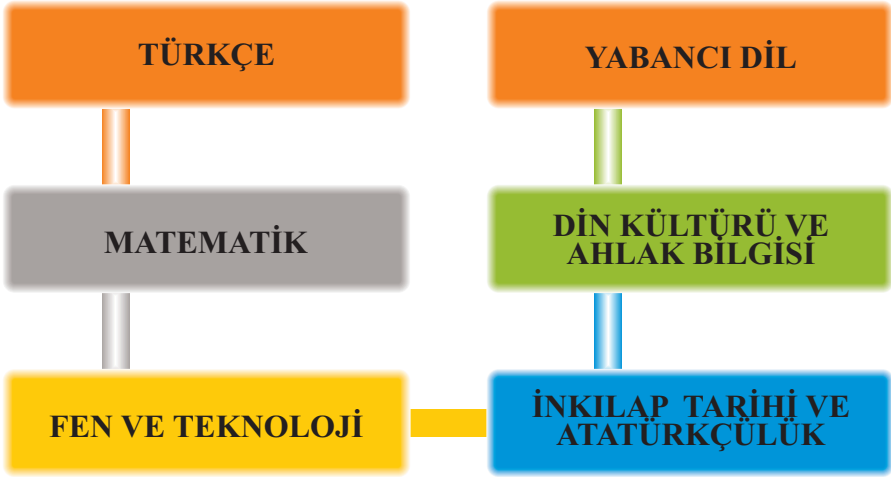 TÜRKÇE
MATEMATİK
FEN VE TEKNOLOJİ
İNKILAP TARİHİ VE
ATATÜRKÇÜLÜK
DİN KÜLTÜRÜ VE
AHLAK BİLGİSİ
YABANCI DİL